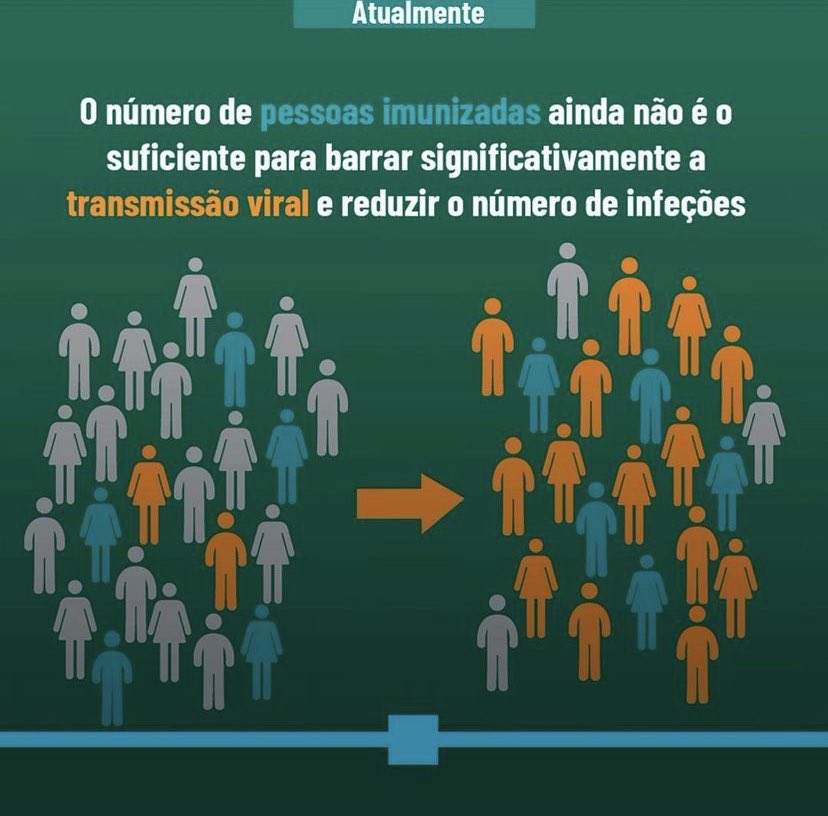 Atualmente
O número de pessoas imunizadas ainda não é o
suficiente para barrar significativamente a
transmissão viral e reduzir o número de infeções